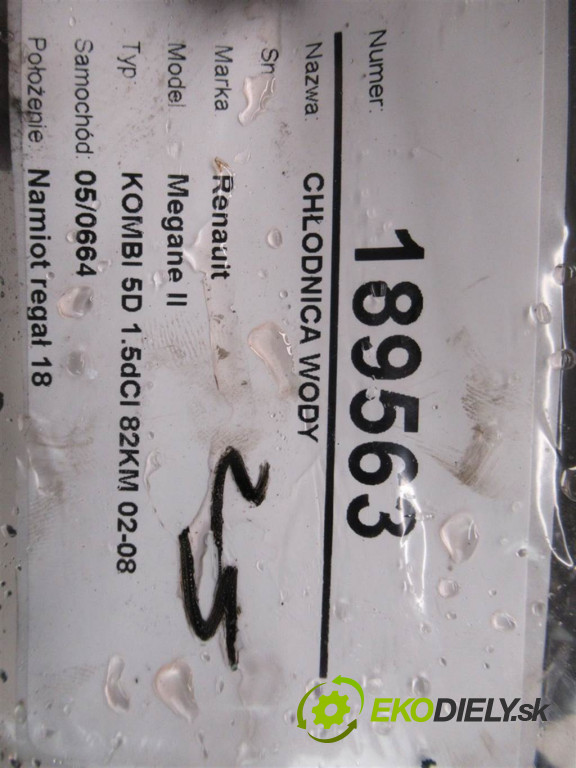 Numer: 189563
Nazwa: CHŁODNICA WODY
Sn
Marka Renault
Model Megane II
Typ: KOMBI 5D 1.5dCI 82KM 02-08
Samochód: 05/0664
Położenie: Namiot regał 18
EKODIELY.sk